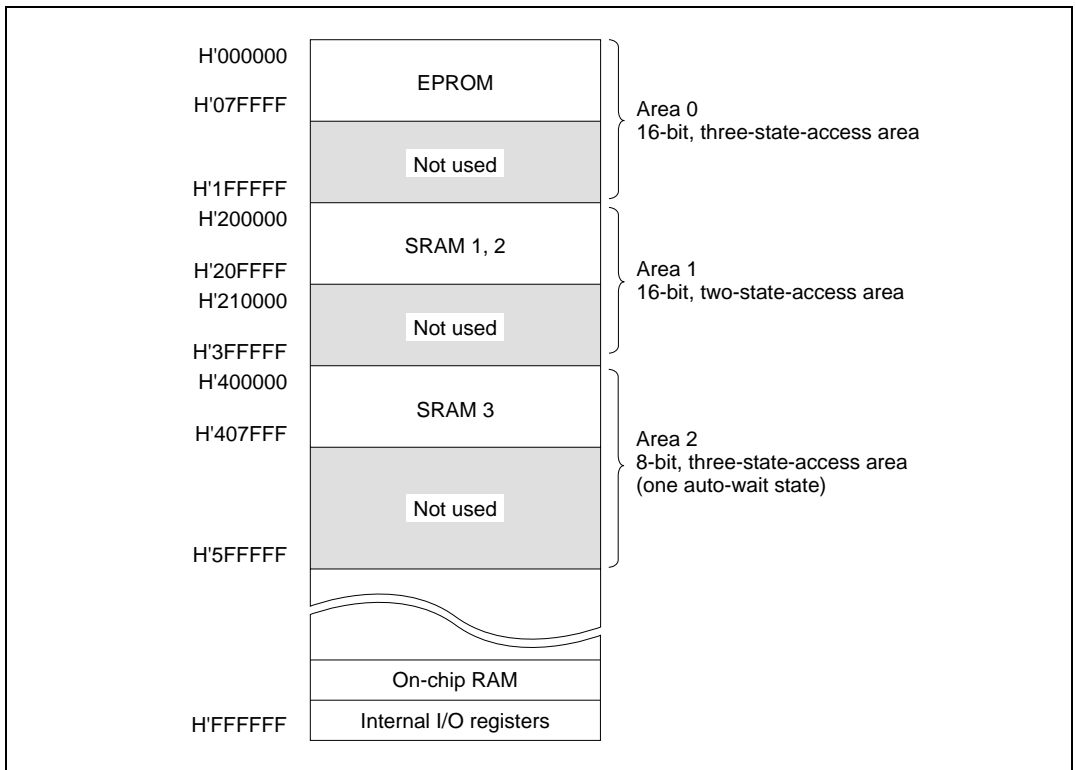 H'000000
EPROM
H'07FFFF
Area 0
16-bit, three-state-access area
Not used
H'1FFFFF
H'200000
SRAM 1, 2
H'20FFFF
Area 1
16-bit, two-state-access area
H'210000
Not used
H'3FFFFF
H'400000
SRAM 3
H'407FFF
Area 2
8-bit, three-state-access area
(one auto-wait state)
Not used
H'5FFFFF
On-chip RAM
H'FFFFFF
Internal I/O registers